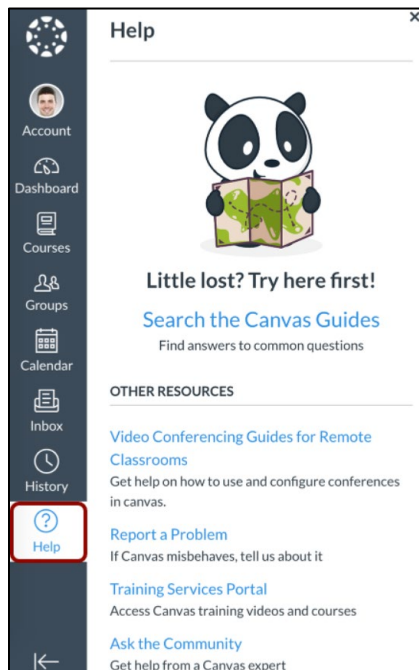 Help
×
Account
Dashboard
Courses
Groups
Calendar
Inbox
History
?
Help
Little lost? Try here first!
Search the Canvas Guides
Find answers to common questions
OTHER RESOURCES
Video Conferencing Guides for Remote
Classrooms
Get help on how to use and configure conferences
in canvas.
Report a Problem
If Canvas misbehaves, tell us about it
Training Services Portal
Access Canvas training videos and courses
Ask the Community
Get help from a Canvas expert